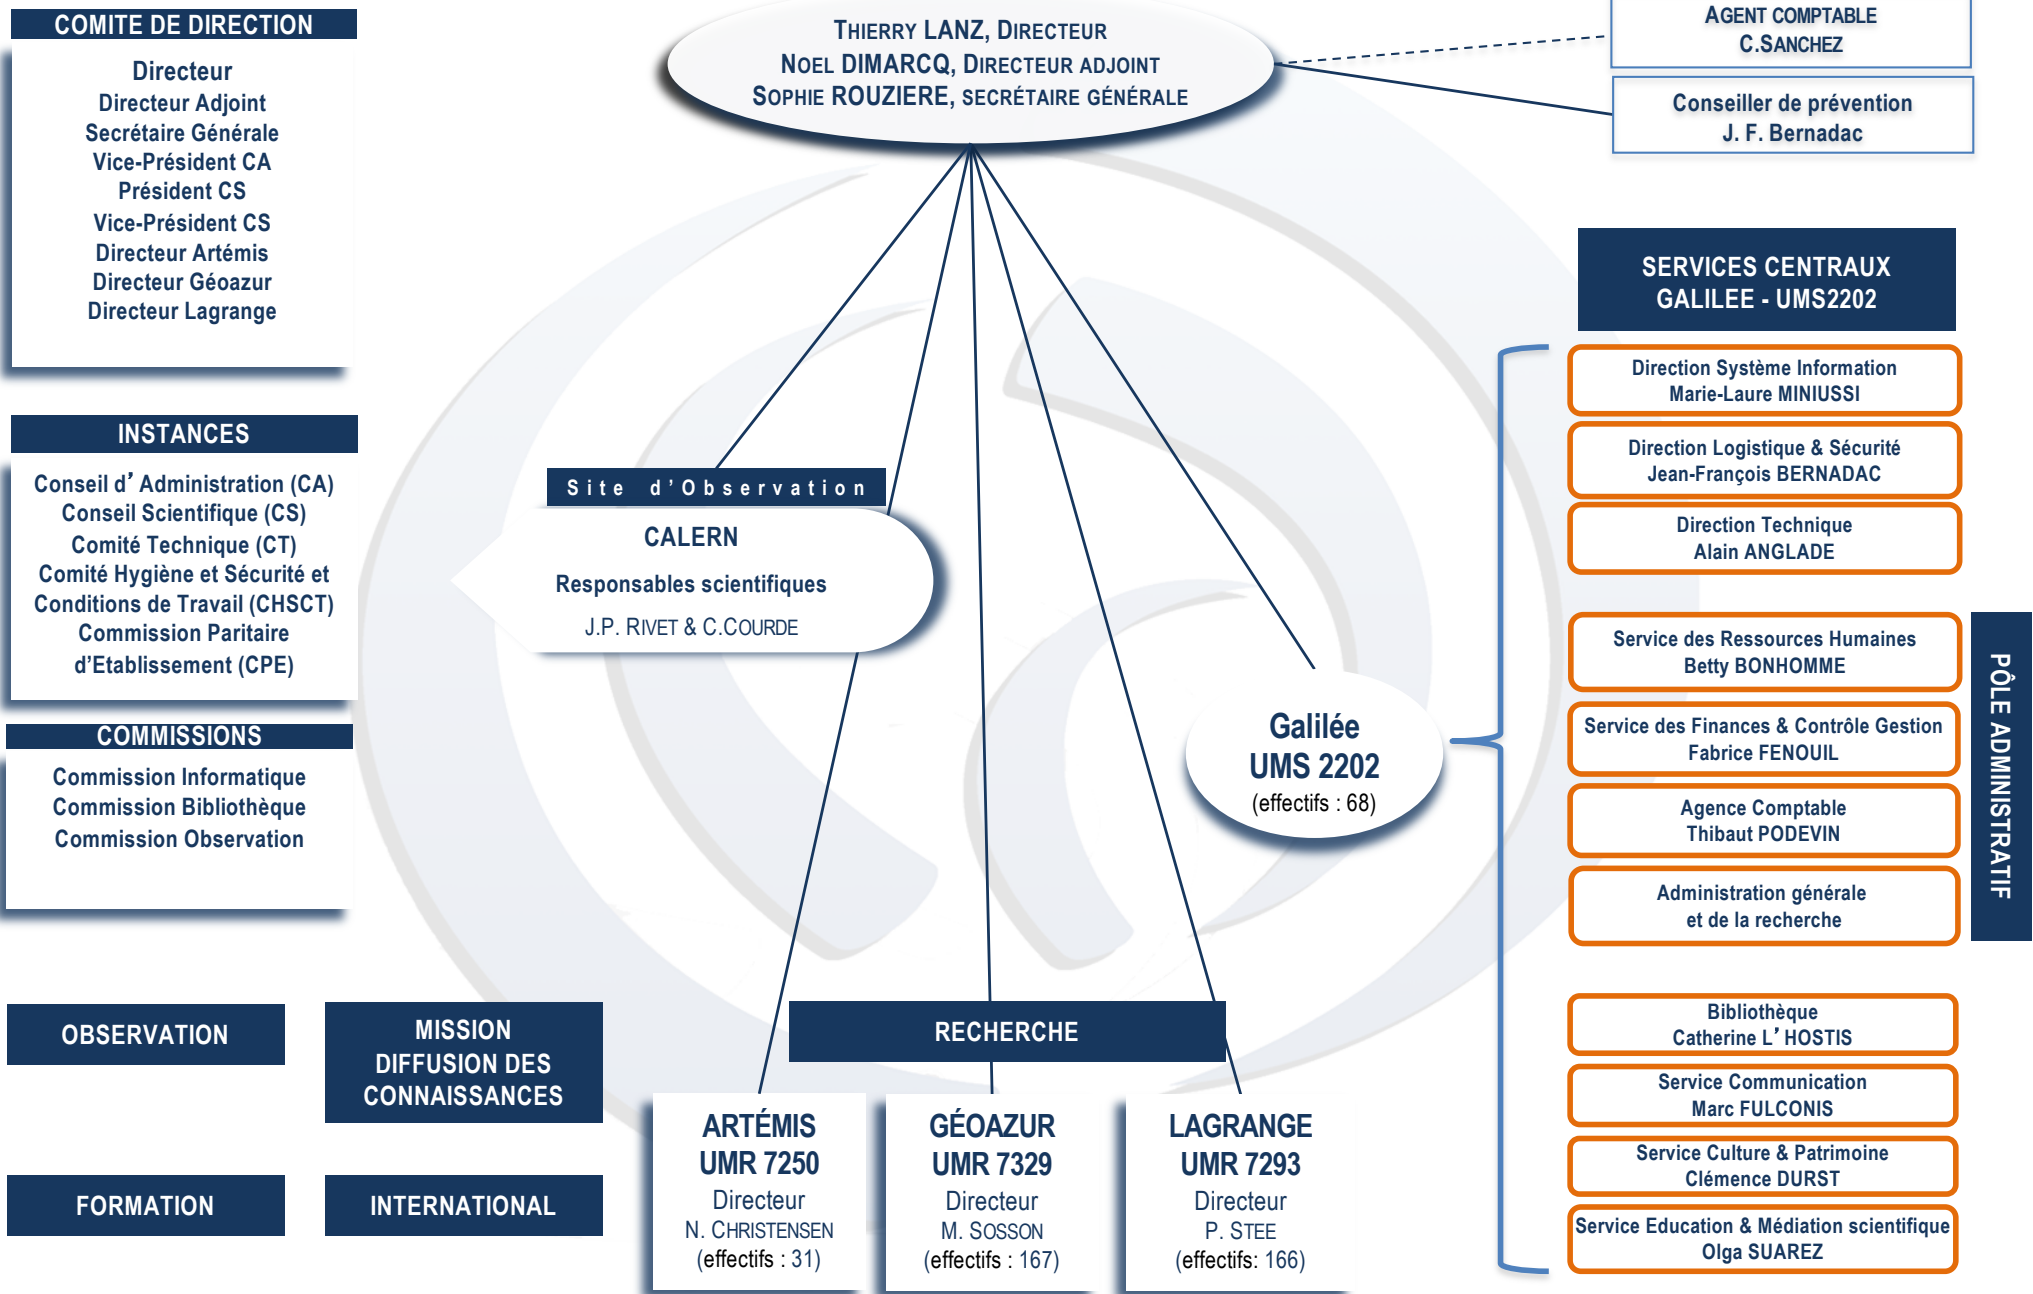 COMITE DE DIRECTION
Directeur
Directeur Adjoint
Secrétaire Générale
Vice-Président CA
Président CS
Vice-Président CS
Directeur Artémis
Directeur Géoazur
Directeur Lagrange
INSTANCES
Conseil d’ Administration (CA)
Conseil Scientifique (CS)
Comité Technique (CT)
Comité Hygiène et Sécurité et
Conditions de Travail (CHSCT)
Commission Paritaire
d’Etablissement (CPE)
COMMISSIONS
Commission Informatique
Commission Bibliothèque
Commission Observation
OBSERVATION
MISSION
DIFFUSION DES
CONNAISSANCES
FORMATION
INTERNATIONAL
THIERRY LANZ, DIRECTEUR
NOEL DIMARCQ, DIRECTEUR ADJOINT
SOPHIE ROUZIERE, SECRÉTAIRE GÉNÉRALE
AGENT COMPTABLE
C.SANCHEZ
Conseiller de prévention
J. F. Bernadac
Site d’Observation
CALERN
Responsables scientifiques
J.P. RIVET & C.COURDE
Galilée
UMS 2202
(effectifs : 68)
RECHERCHE
ARTÉMIS
UMR 7250
Directeur
N. CHRISTENSEN
(effectifs : 31)
GÉOAZUR
UMR 7329
Directeur
M. SOSSON
(effectifs : 167)
LAGRANGE
UMR 7293
Directeur
P. STEE
(effectifs: 166)
SERVICES CENTRAUX
GALILEE - UMS2202
Direction Système Information
Marie-Laure MINIUSSI
Direction Logistique & Sécurité
Jean-François BERNADAC
Direction Technique
Alain ANGLADE
Service des Ressources Humaines
Betty BONHOMME
Service des Finances & Contrôle Gestion
Fabrice FENOUIL
Agence Comptable
Thibaut PODEVIN
Administration générale
et de la recherche
PÔLE ADMINISTRATIF
Bibliothèque
Catherine L’ HOSTIS
Service Communication
Marc FULCONIS
Service Culture & Patrimoine
Clémence DURST
Service Education & Médiation scientifique
Olga SUAREZ